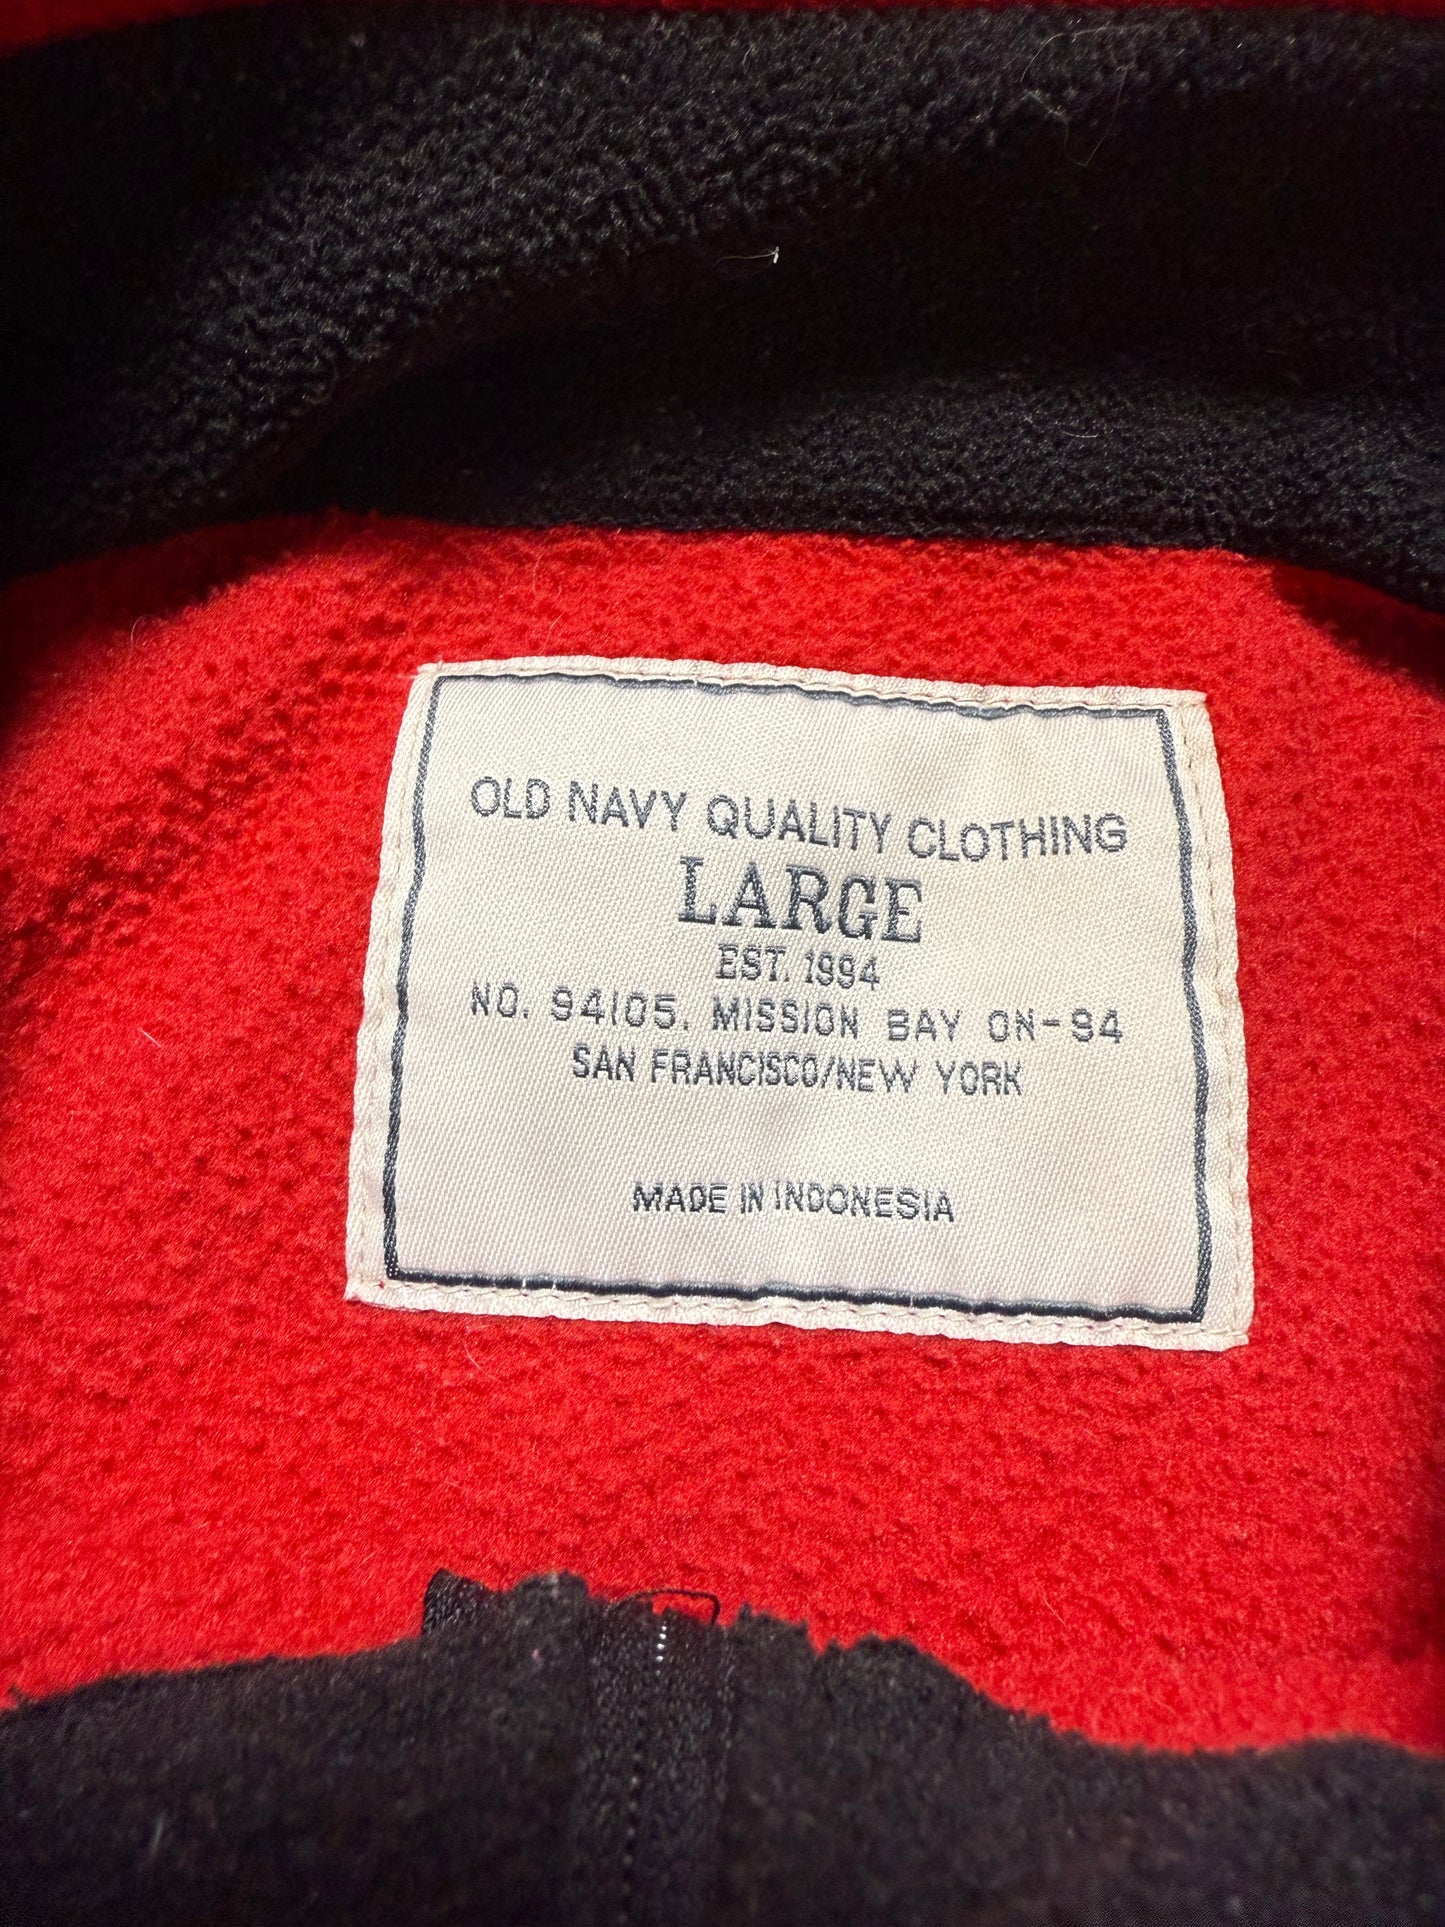 OLD NAVY QUALITY CLOTHING
LARGE
EST. 1994
NO. 94105. MISSION BAY ON-94
SAN FRANCISCO/NEW YORK
MADE IN INDONESIA